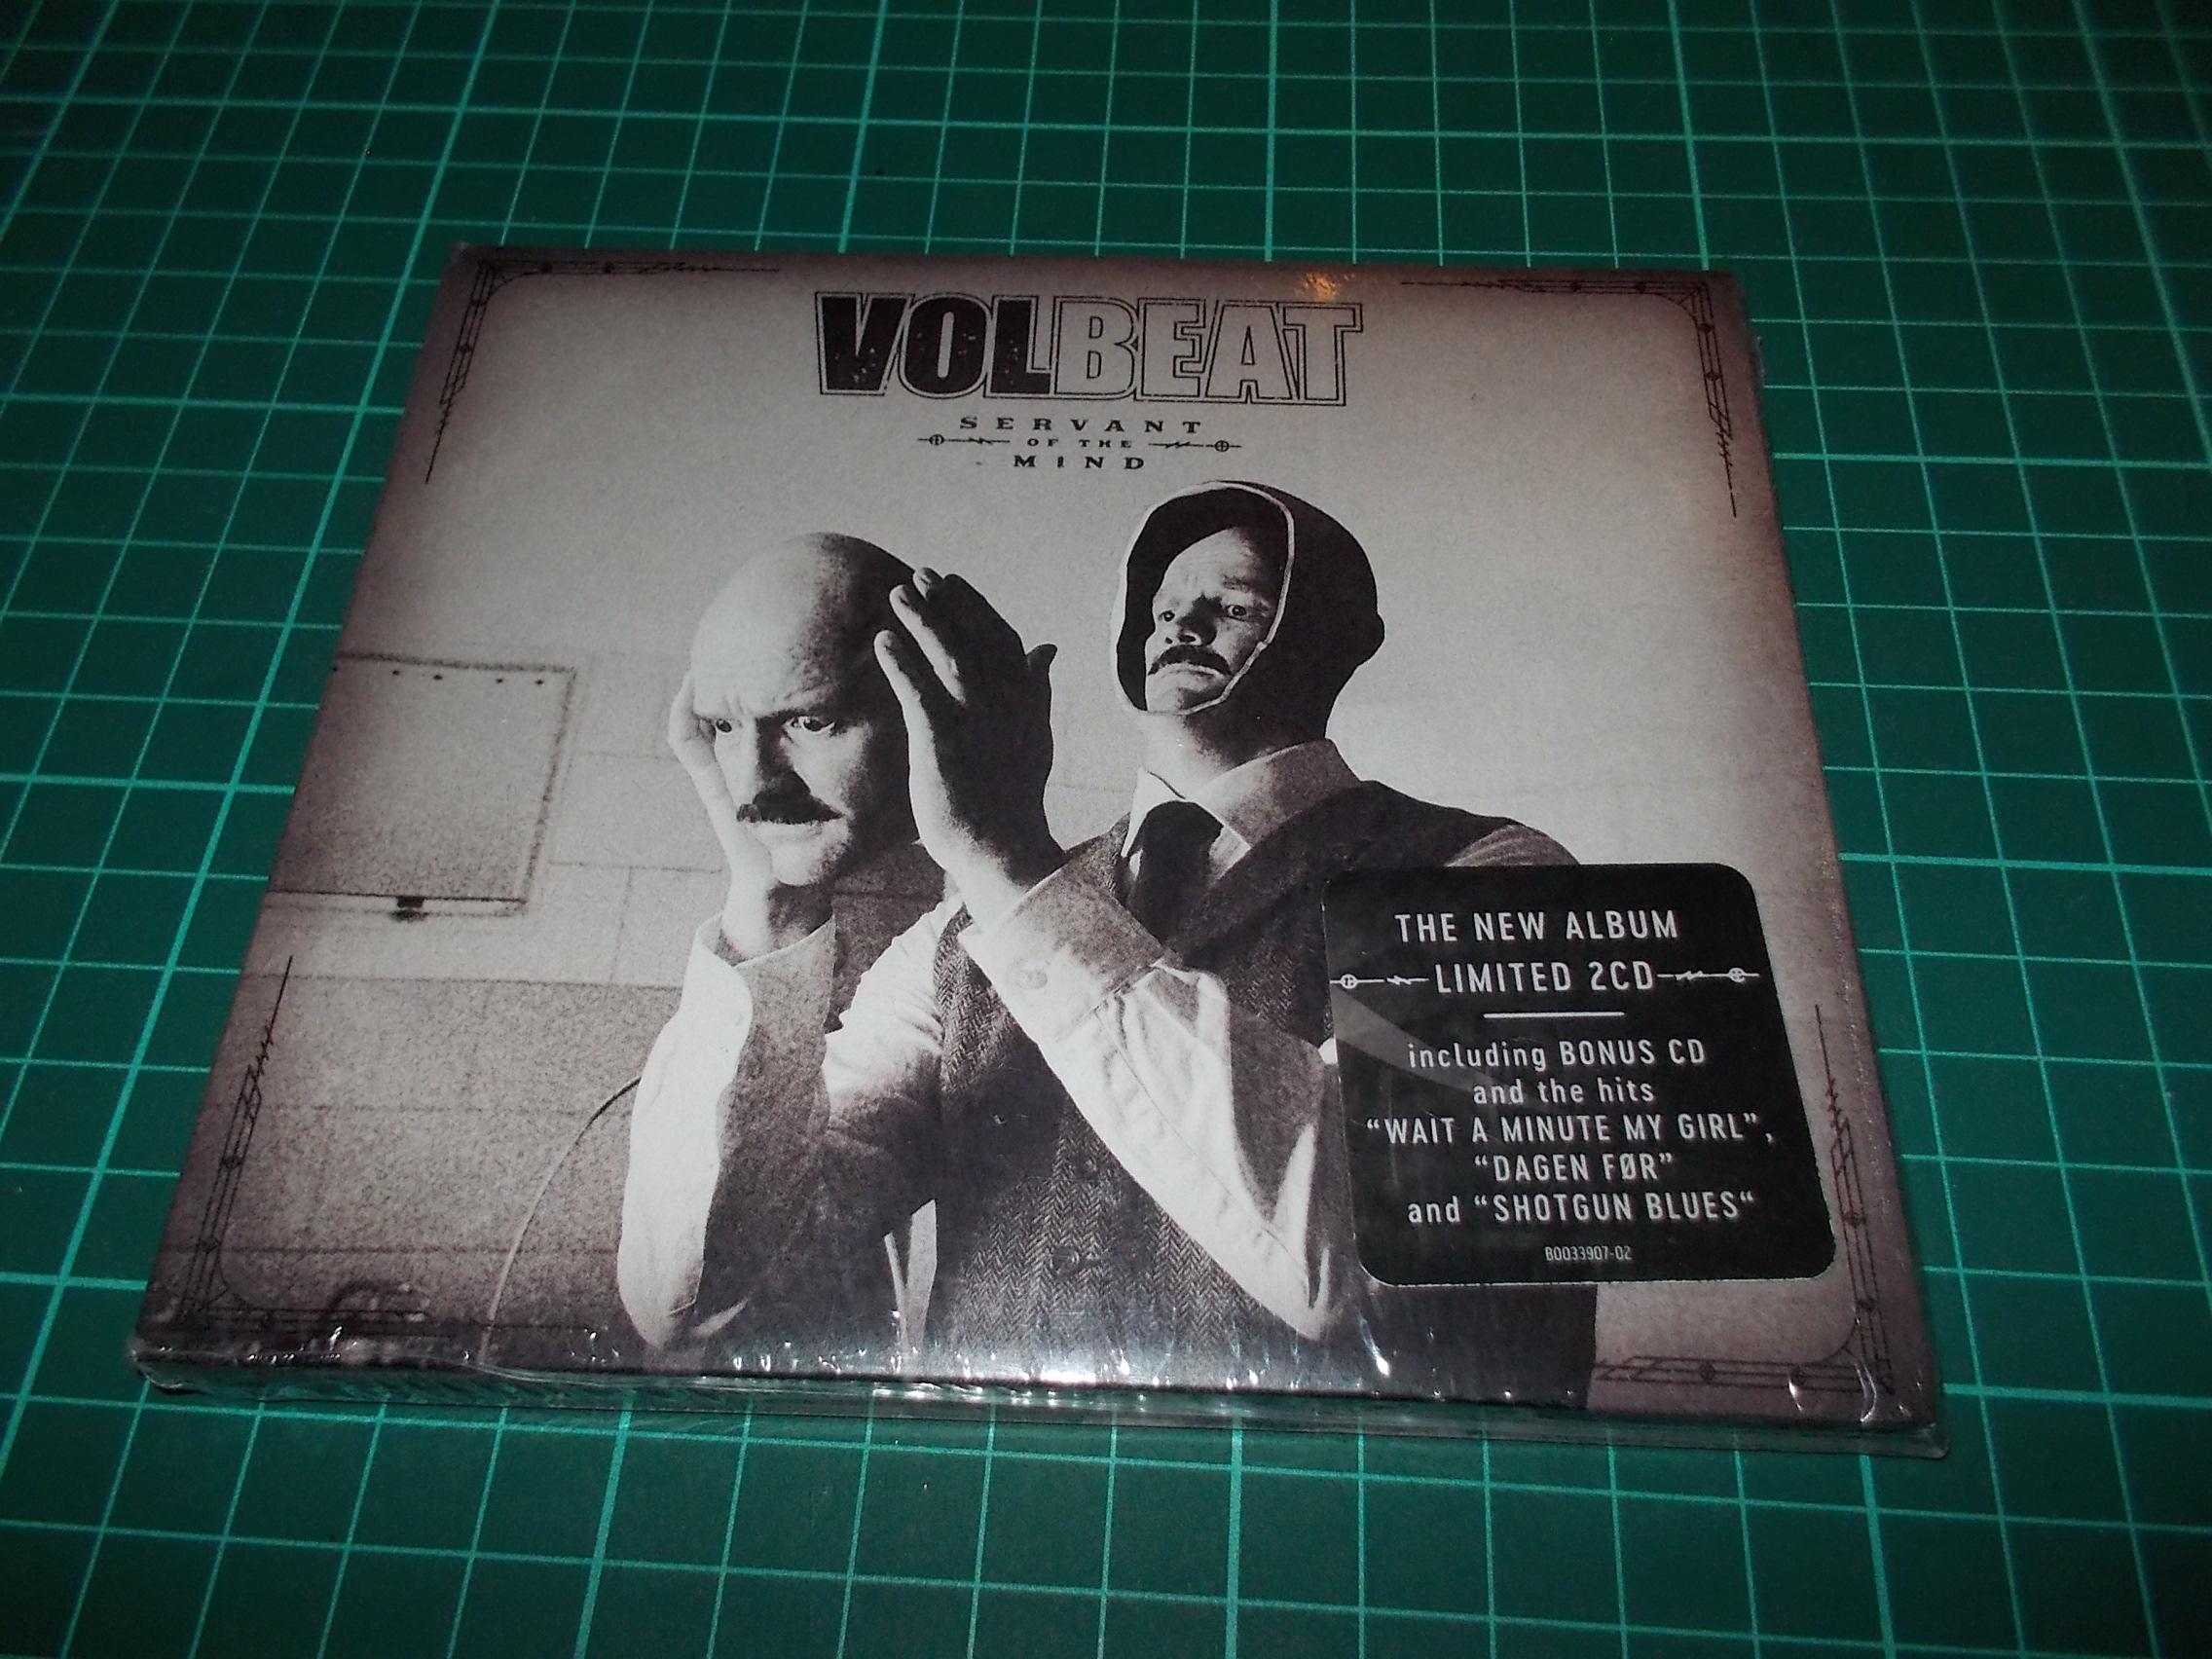 VOLBEAT
SERVANT
OF THE
MIND
THE NEW ALBUM
LIMITED 2CD
including BONUS CD
and the hits
“WAIT A MINUTE MY GIRL”,
“DAGEN FØR”
and “SHOTGUN BLUES“
B0033907-02